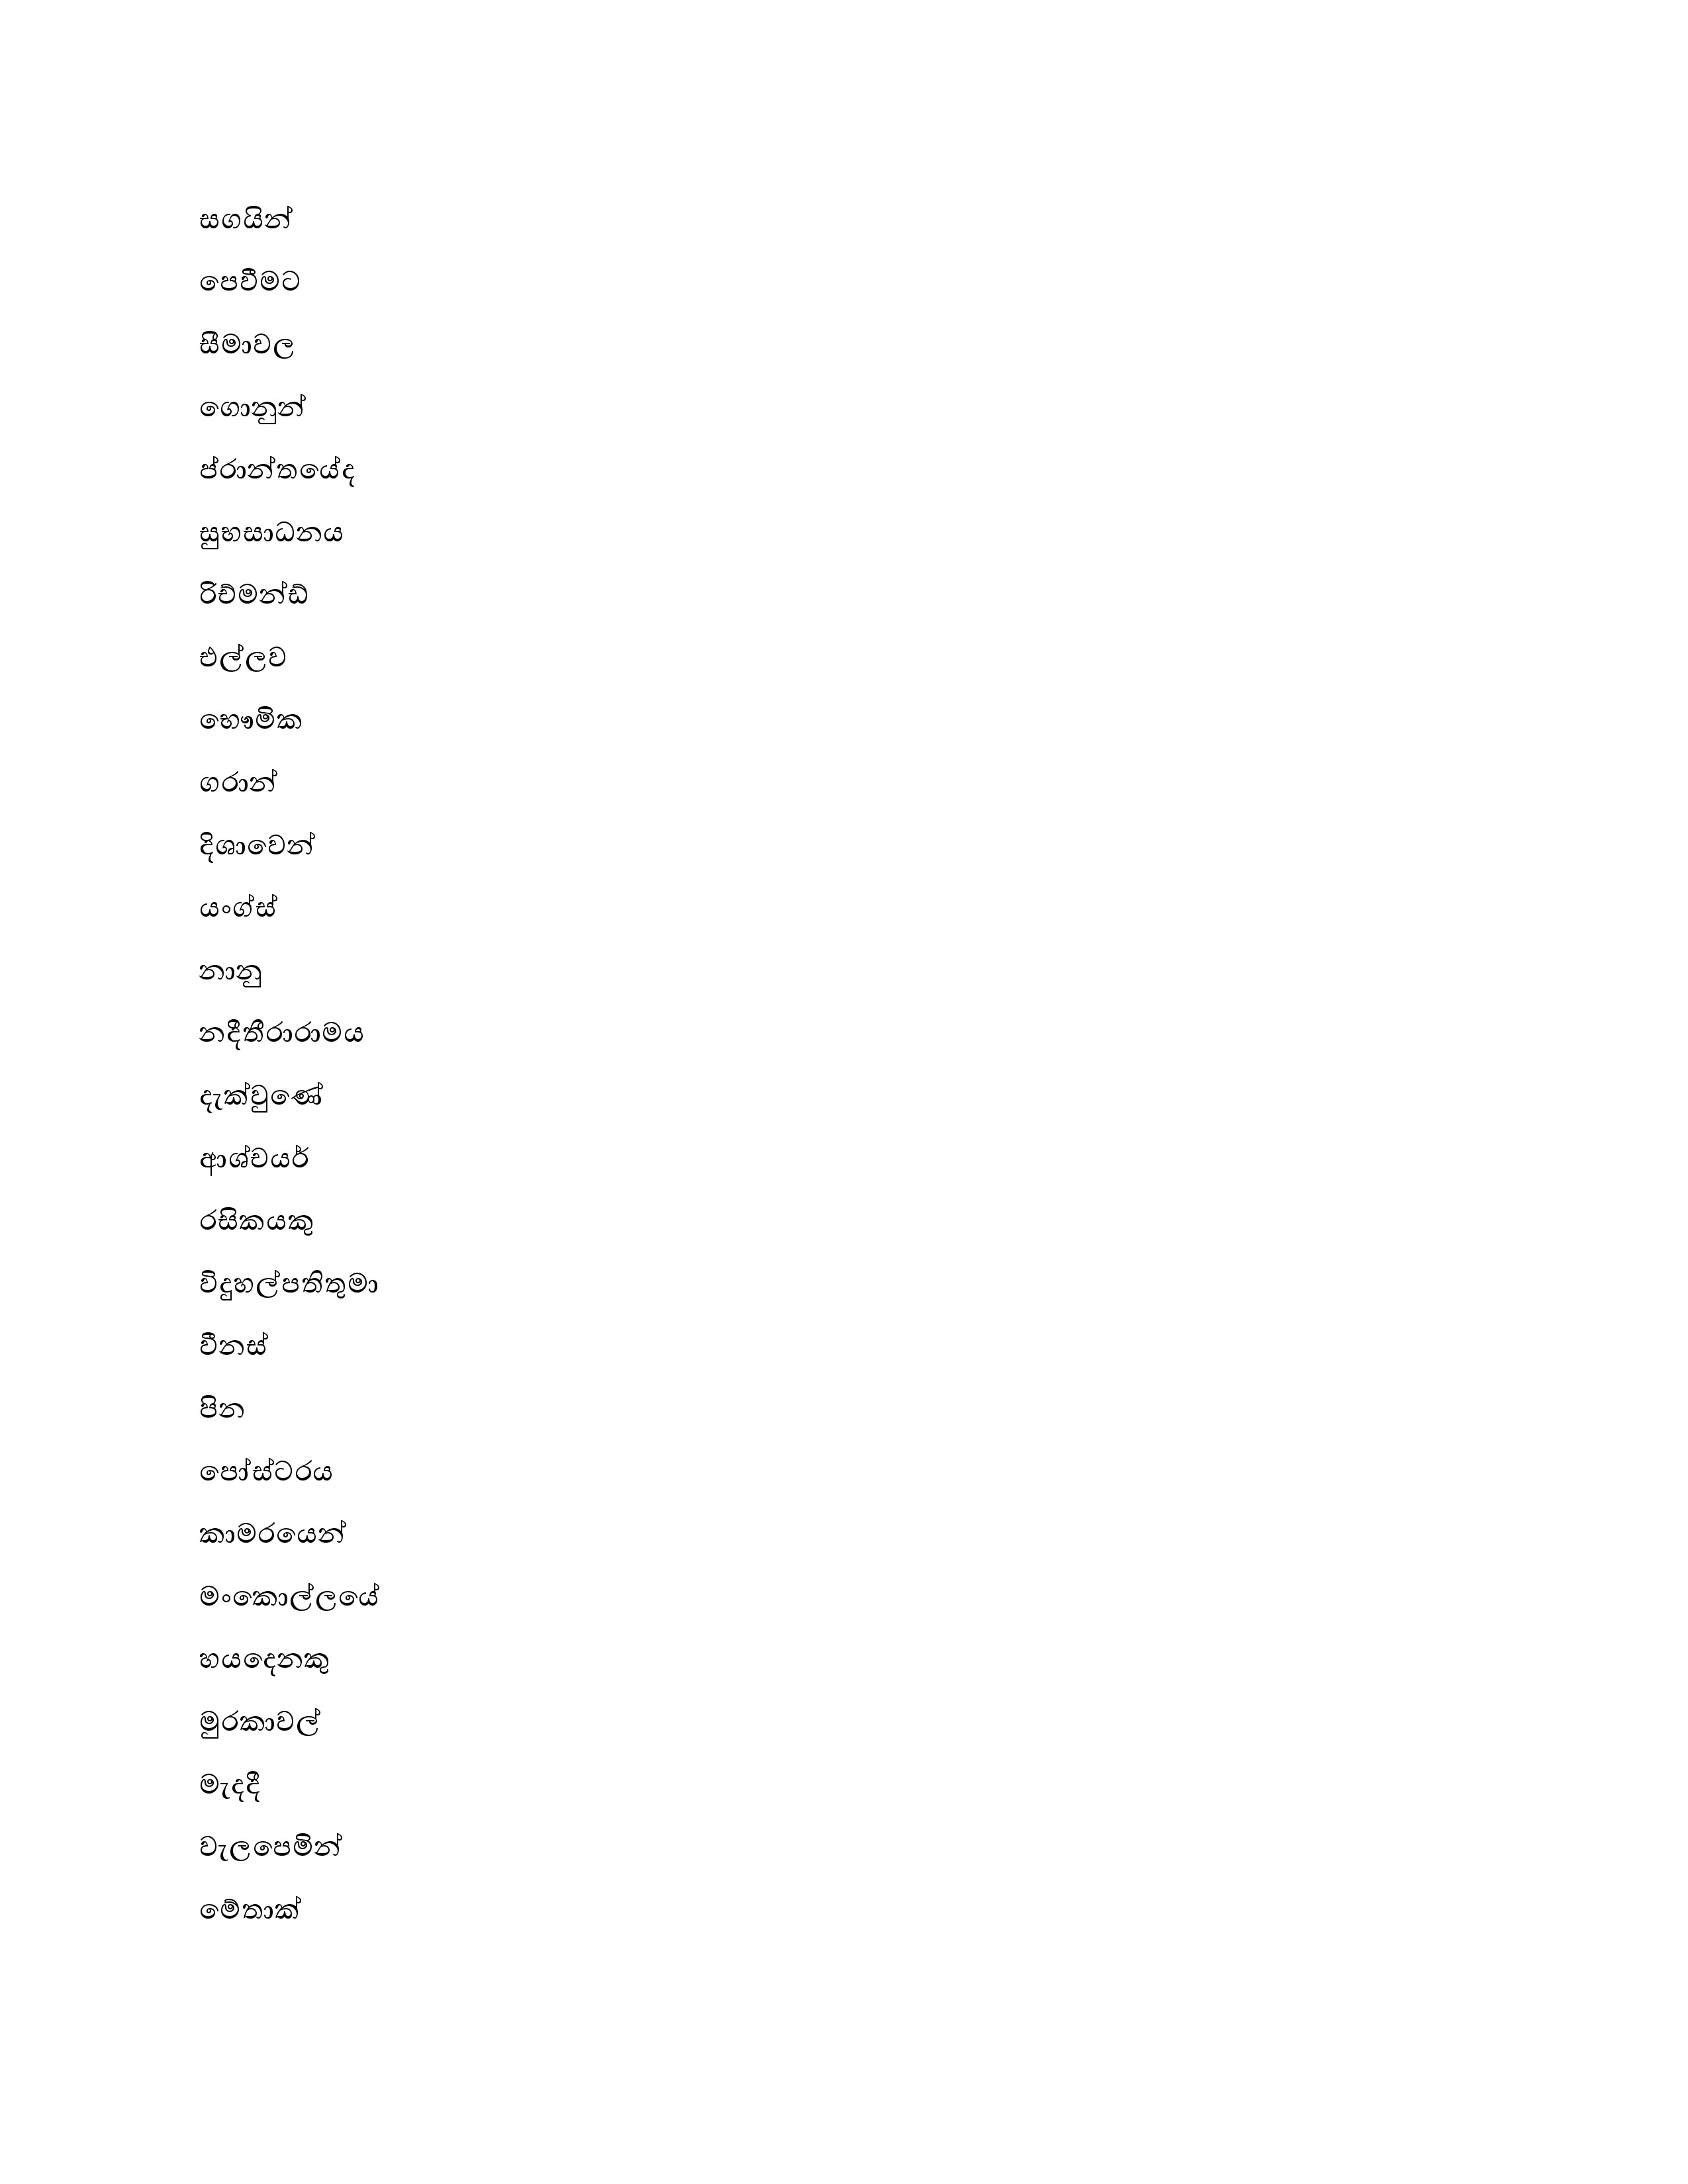 සගයින්
පෙවීමට
සීමාවල
ගොනුන්
ප්රාන්තයේද
සුභසාධනය
රිච්මන්ඩ්
එල්ලව
භෞමික
ගරාන්
දිශාවෙන්
යංග්ස්
නානු
නදීතීරාරාමය
දැක්වුණේ
ආශ්චයර්
රසිකයකු
විදුහල්පතිතුමා
වීනස්
පින
පෝස්ටරය
කාමරයෙන්
මංකොල්ලයේ
හයදෙනකු
මුරකාවල්
මැදදී
වැලපෙමින්
මේතාක්